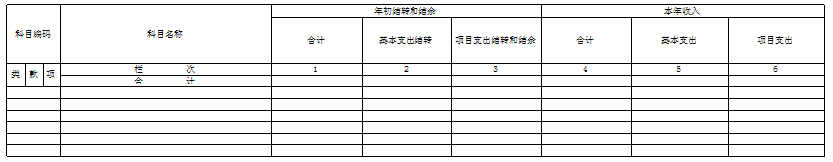 科目编码 科目名称 年初结转和结余 本年收入
合计 基本支出结转 项目支出结转和结余 合计 基本支出 项目支出
类 款 项 栏 次 1 2 3 4 5 6
合 计